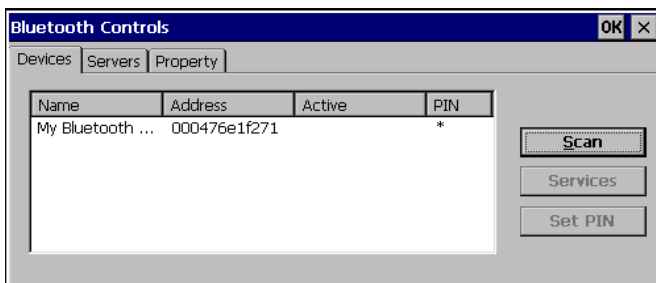 Bluetooth Controls OK ×
Devices Servers Property
Name Address Active PIN
My Bluetooth ... 000476e1f271 *
Scan
Services
Set PIN